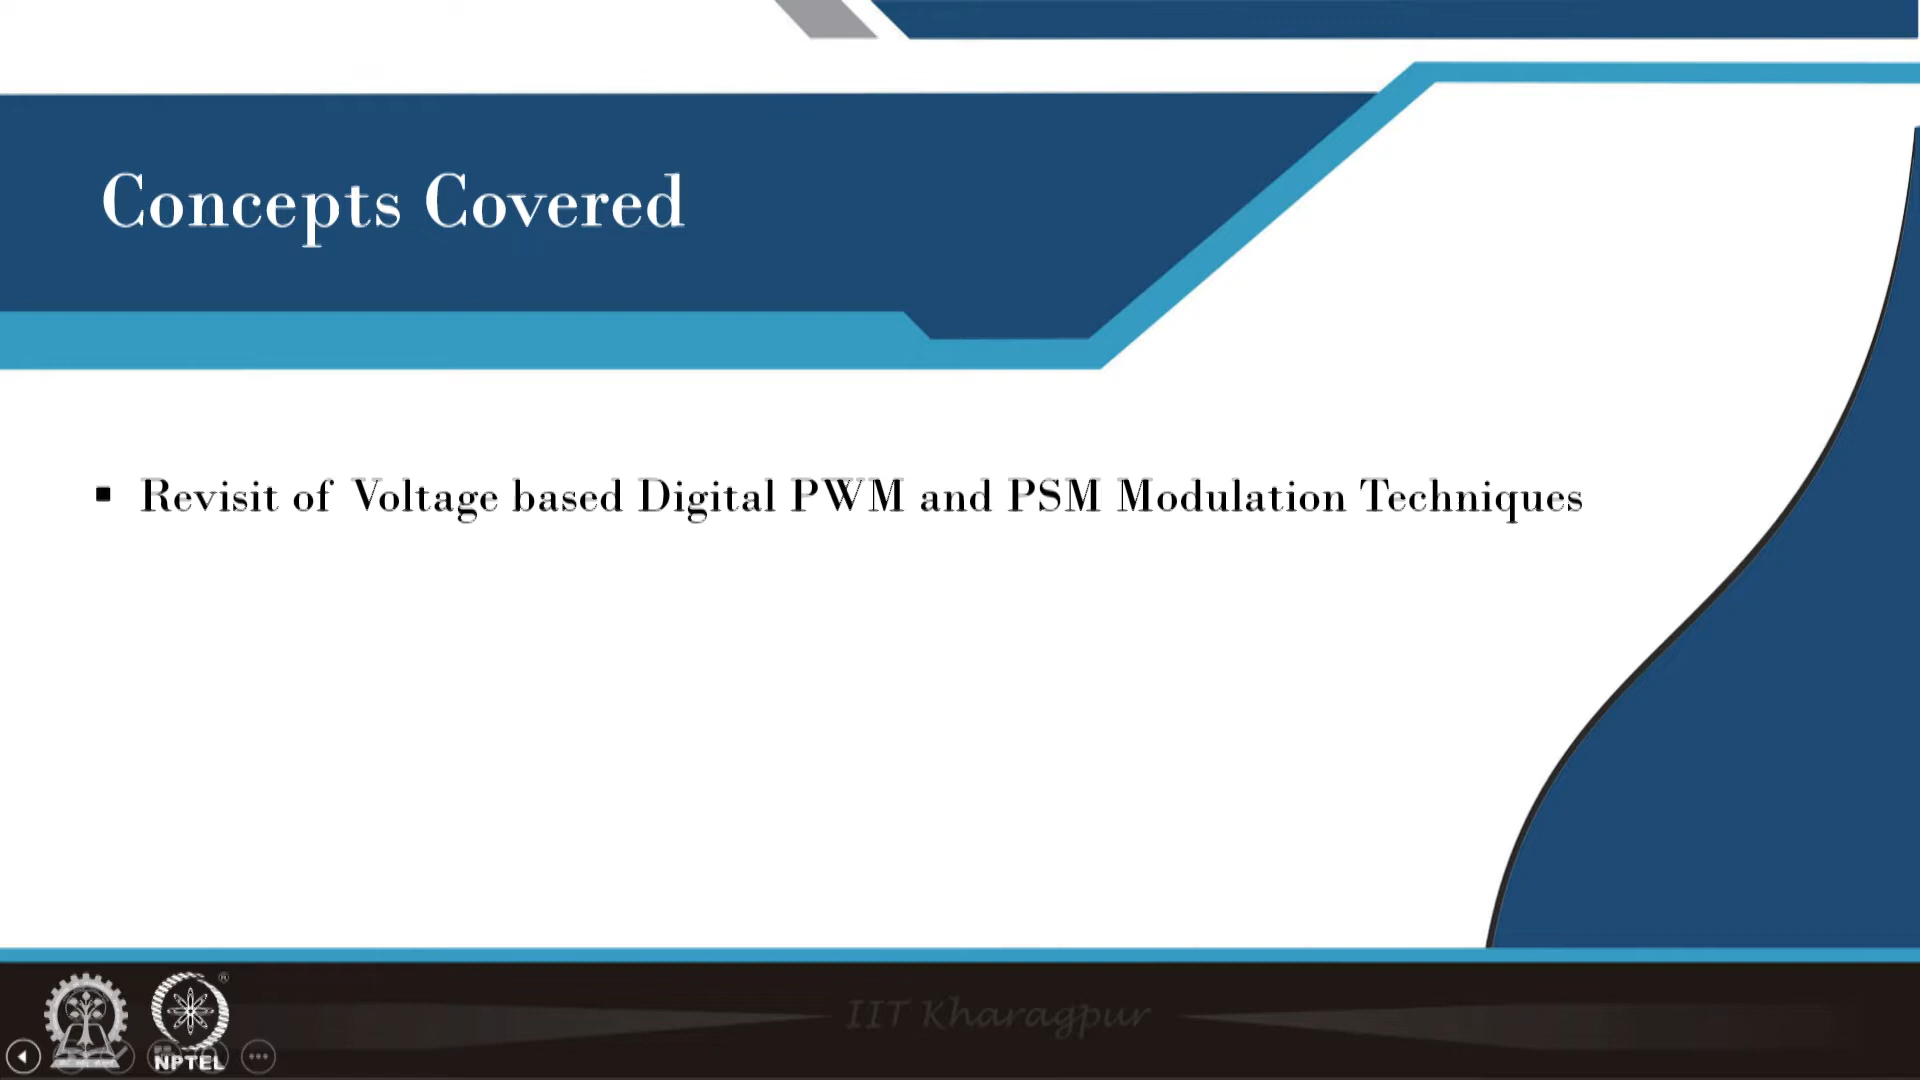 Concepts Covered
▪ Revisit of Voltage based Digital PWM and PSM Modulation Techniques
IIT Kharagpur
®
NPTEL